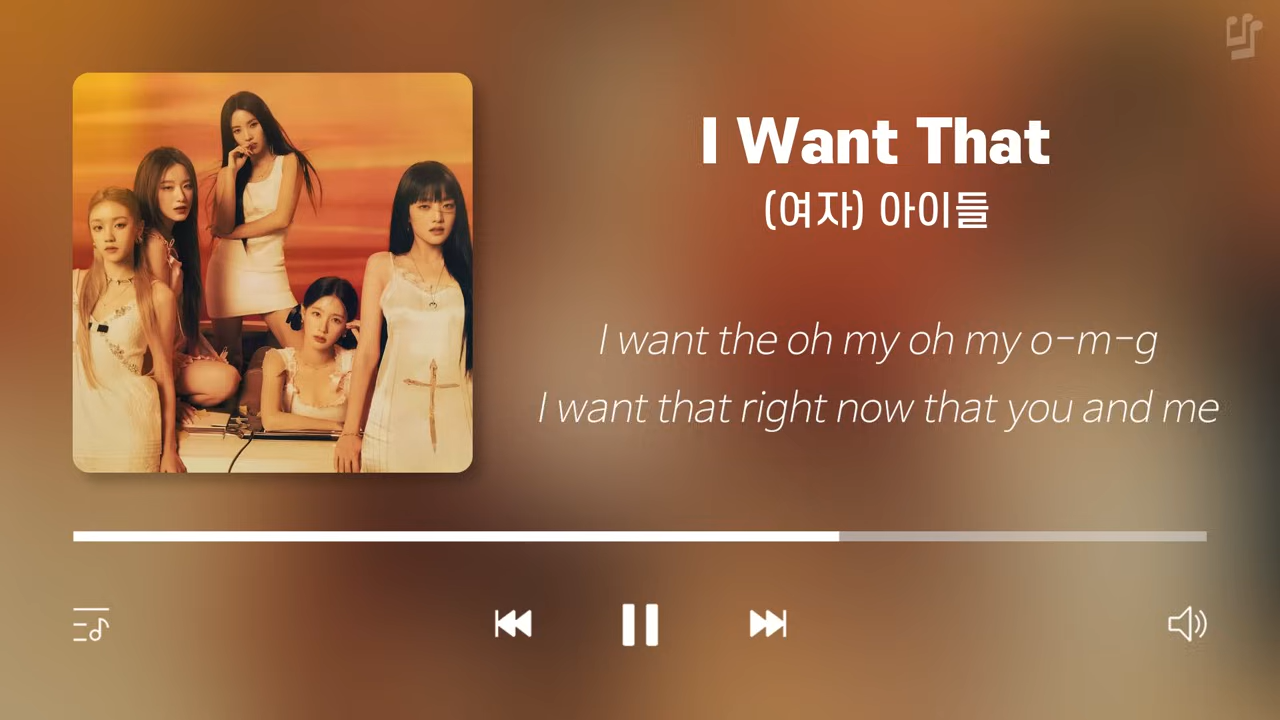 I Want That
(여자) 아이들
I want the oh my oh my o-m-g
I want that right now that you and me